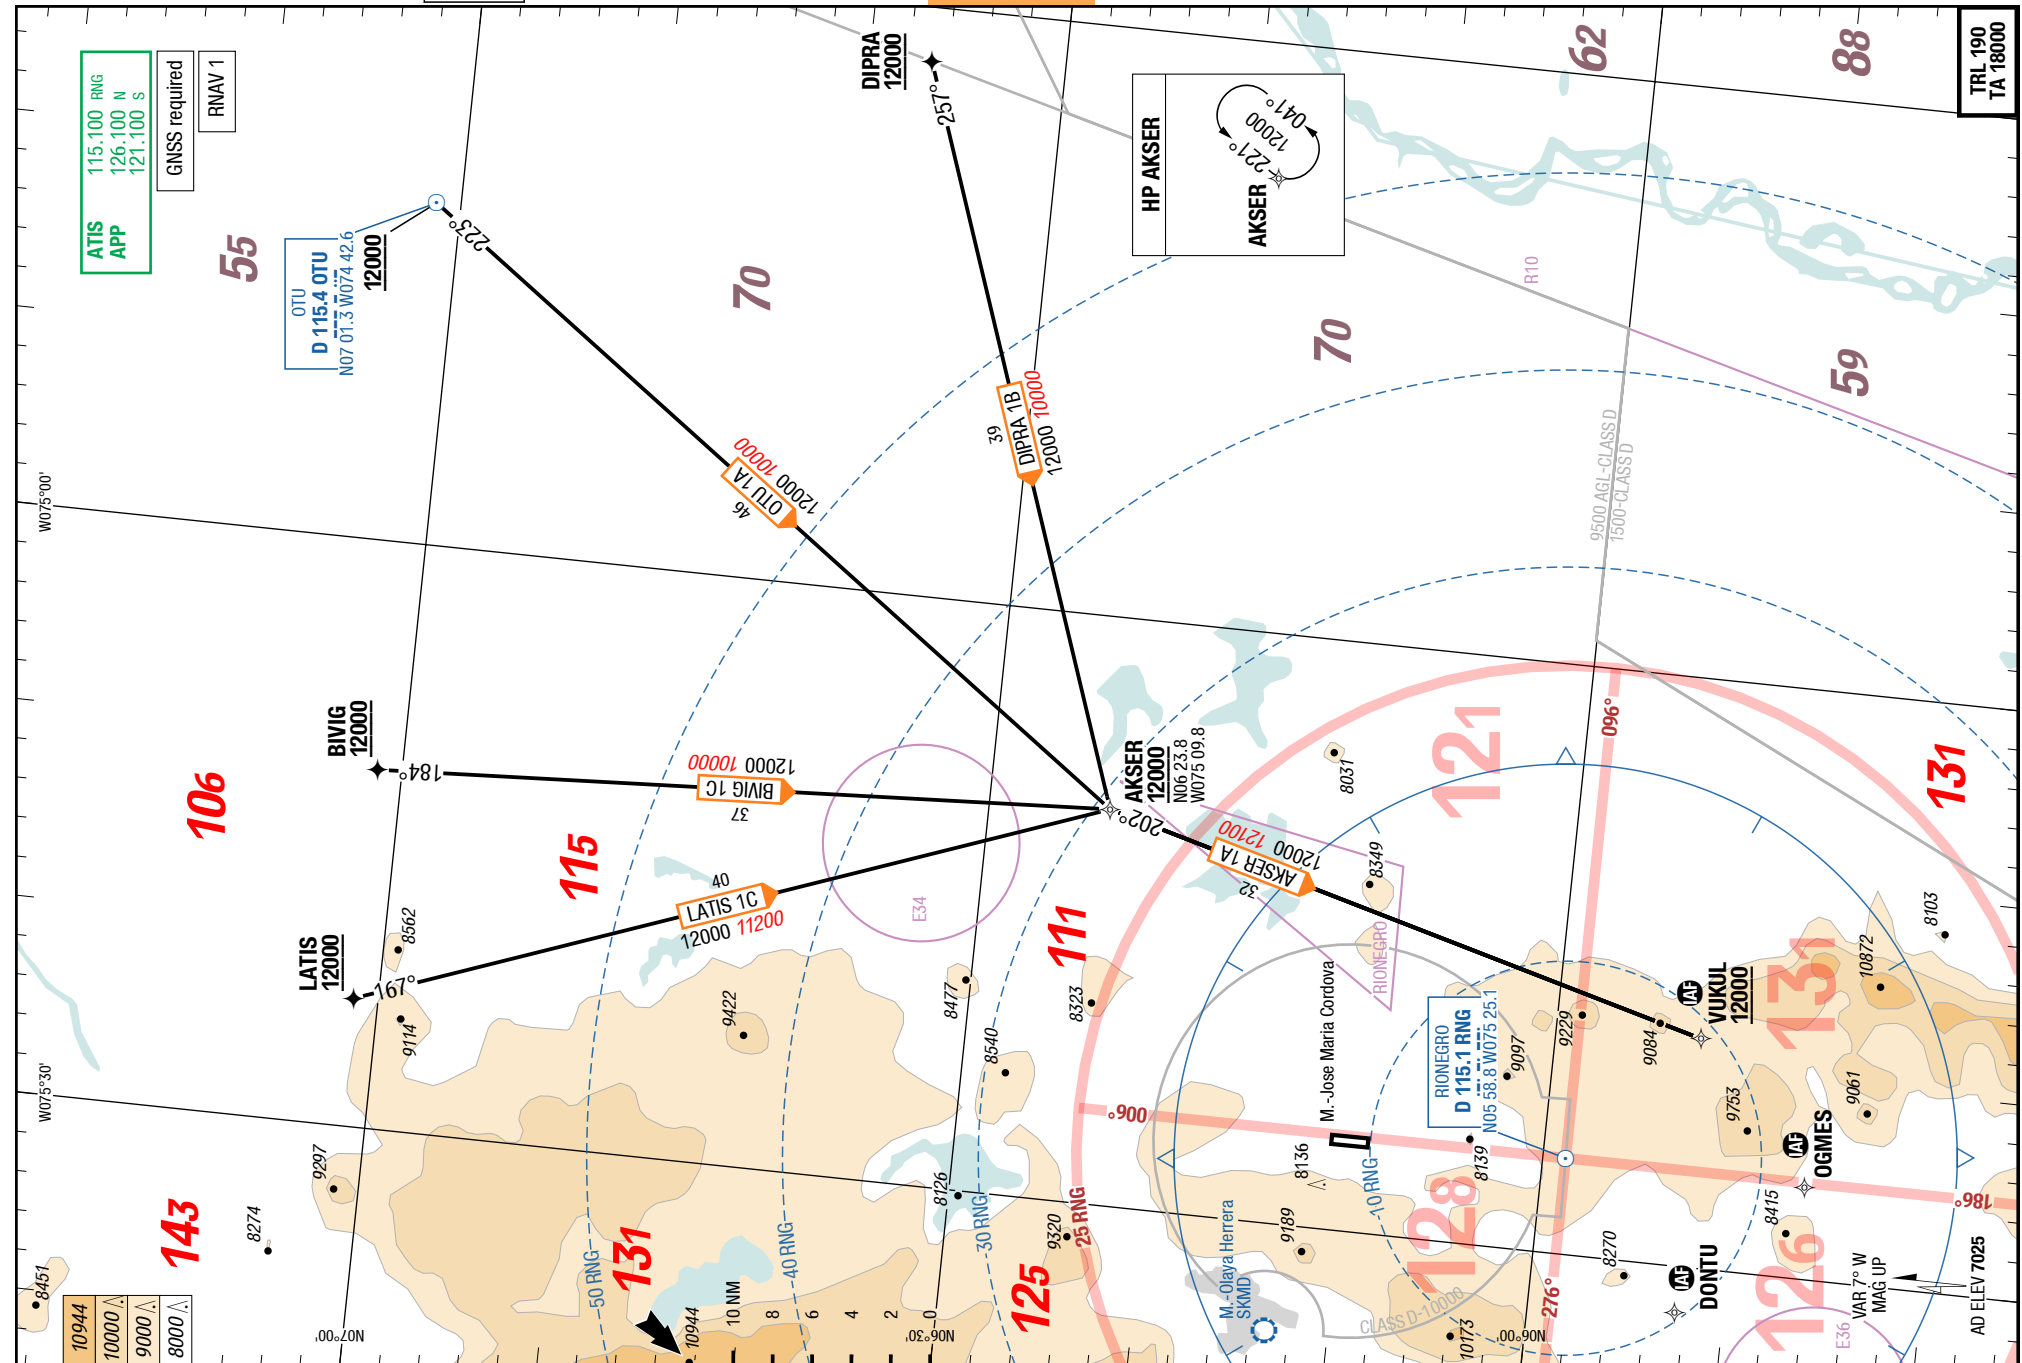 ATIS 115.100 RNG
APP 126.100 N
121.100 S
GNSS required
RNAV 1
TRL 190
TA 18000
OTU
D 115.4 OTU
N07 01.3 W074 42.6
12000
223°
DIPRA
12000
257°
HP AKSER
AKSER
221°
12000
041°
55
70
70
62
88
59
R10
W075°00'
OTU 1A
46
12000 10000
DIPRA 1B
39
12000 10000
9500 AGL-CLASS D
1500-CLASS D
BIVIG
12000
184°
BIVIG 1C
37
12000 10000
LATIS
12000
197°
LATIS 1C
40
12000 11200
E34
AKSER
12000
N06 23.8
W075 09.8
202°
AKSER 1A
32
12000 12100
RIONEGRO
106
115
111
121
131
131
143
131
125
128
126
096°
006°
186°
276°
8031
8349
8562
9114
9422
8477
8323
8540
9097
9229
9084
10872
8103
9753
9061
8139
8136
9189
8270
8415
10173
9320
8126
9297
8274
8451
10944
M.-Jose Maria Cordova
RIONEGRO
D 115.1 RNG
N05 58.8 W075 25.1
IAF
VUKUL
12000
IAF
OGMES
IAF
DONTU
10 RNG
25 RNG
30 RNG
40 RNG
50 RNG
M.-Olaya Herrera
SKMD
CLASS D-10000
W075°30'
N07°00'
N06°30'
N06°00'
10 NM
8
6
4
2
0
10944
10000
9000
8000
E36
VAR 7° W
MAG UP
AD ELEV 7025